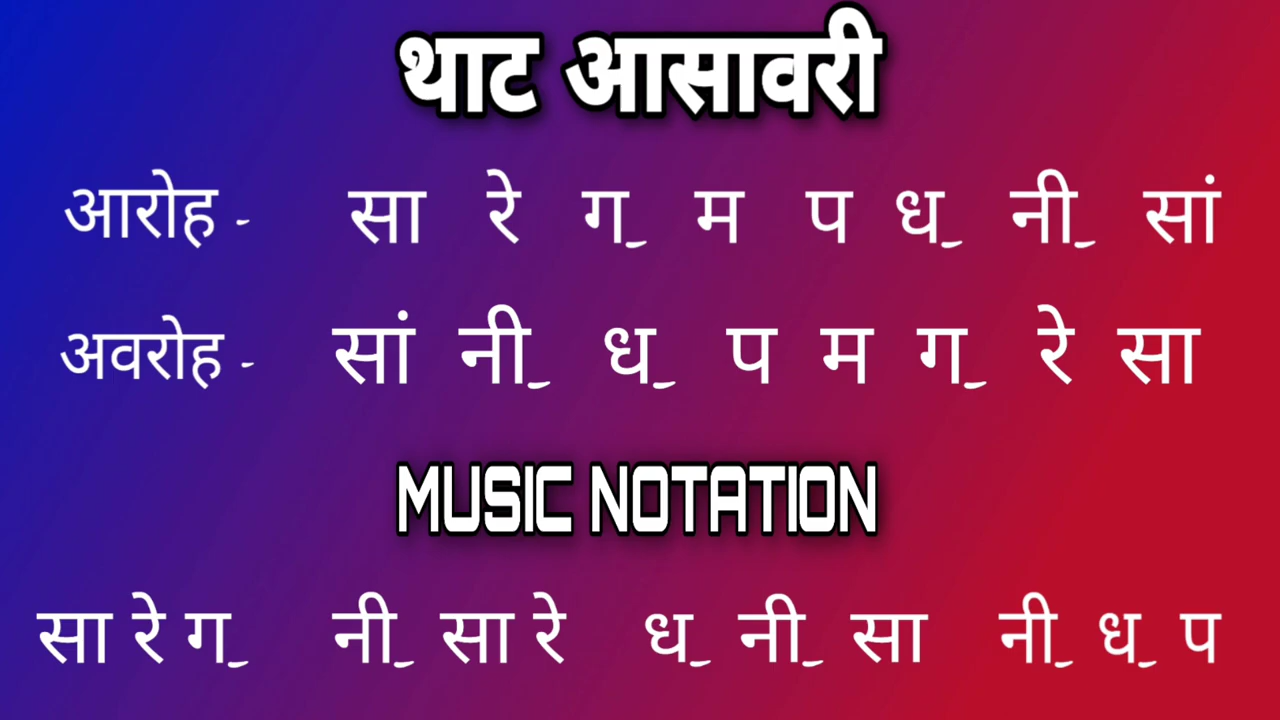 थाट आसावरी
आरोह - सा रे ग_ म प ध_ नी_ सां
अवरोह - सां नी_ ध_ प म ग_ रे सा
MUSIC NOTATION
सा रे ग_ नी_ सा रे ध_ नी_ सा नी_ ध_ प